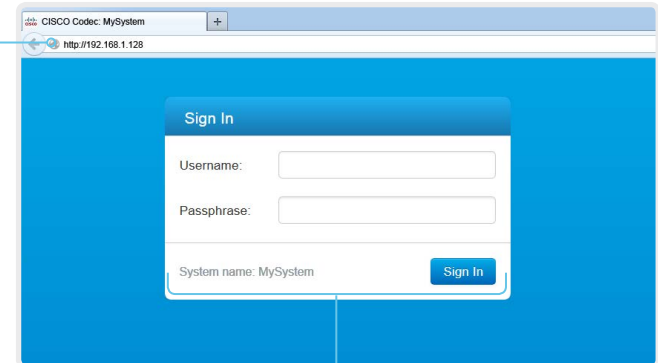 CISCO Codec: MySystem
+
http://192.168.1.128
Sign In
Username:
Passphrase:
System name: MySystem
Sign In